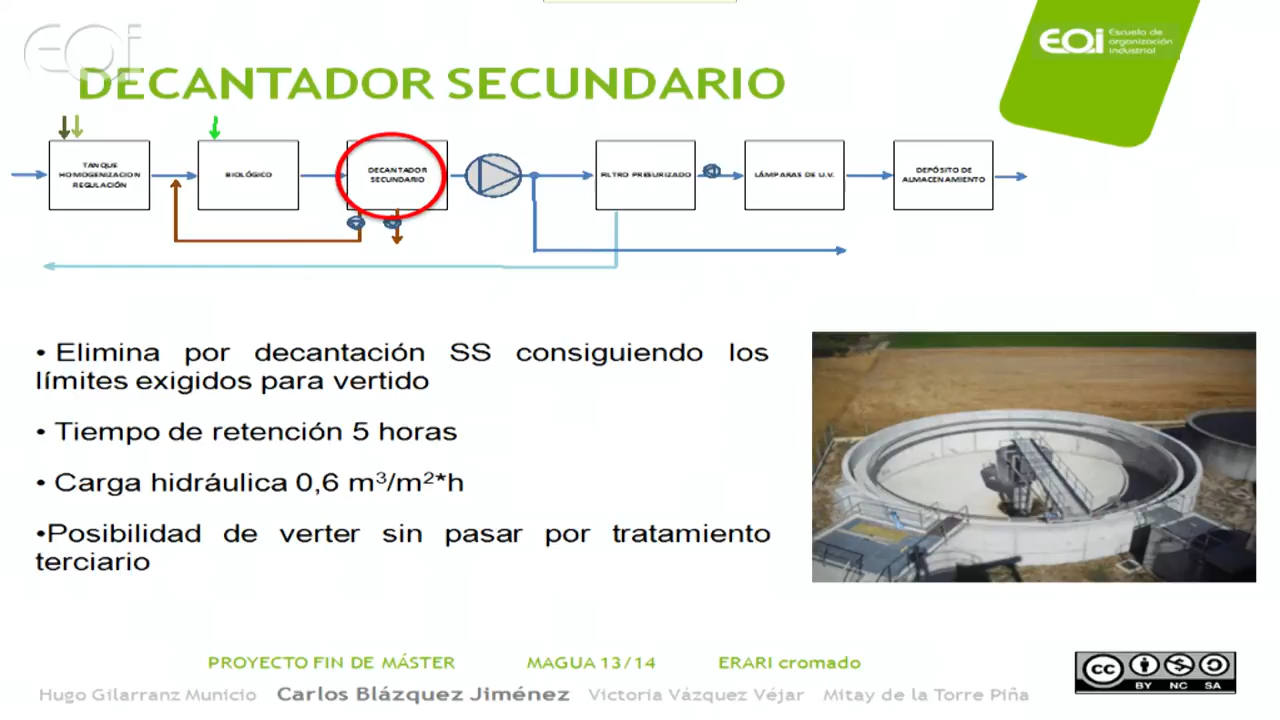 EOi
DECANTADOR SECUNDARIO
EOi Escuela de
organización
industrial
TANQUE
HOMOGENIZACION
REGULACIÓN
BIOLÓGICO
DECANTADOR
SECUNDARIO
FILTRO PRESURIZADO
LÁMPARAS DE U.V.
DEPÓSITO DE
ALMACENAMIENTO
• Elimina por decantación SS consiguiendo los
límites exigidos para vertido
• Tiempo de retención 5 horas
• Carga hidráulica 0,6 m³/m²*h
•Posibilidad de verter sin pasar por tratamiento
terciario
PROYECTO FIN DE MÁSTER MAGUA 13/14 ERARI cromado
Hugo Gilarranz Municio Carlos Blázquez Jiménez Victoria Vázquez Véjar Mitay de la Torre Piña
cc
BY NC SA